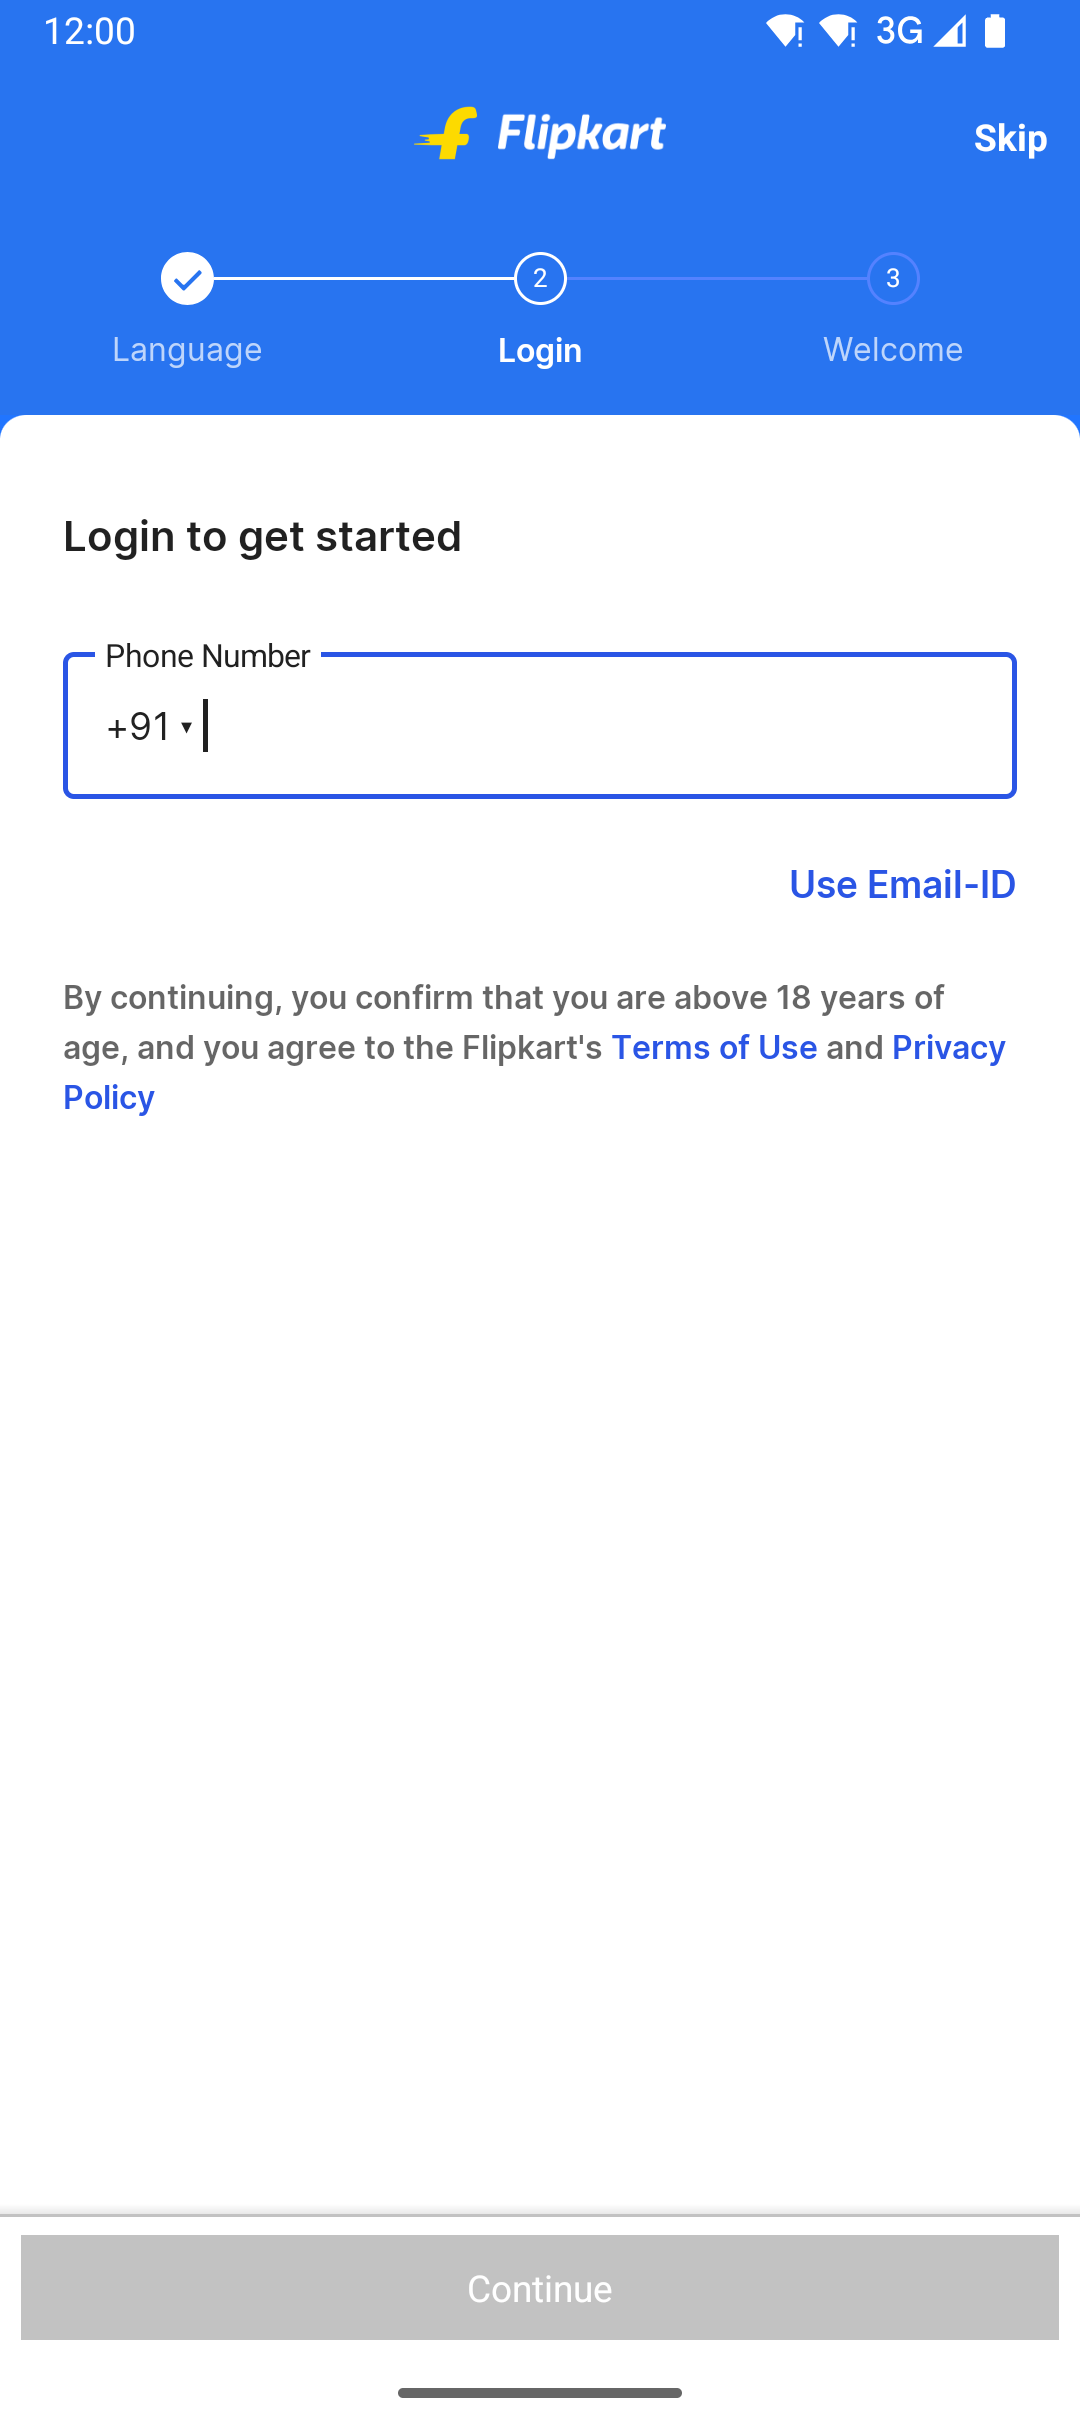 12:00
3G
Flipkart
Skip
2
3
Language
Login
Welcome
Login to get started
Phone Number
+91
Use Email-ID
By continuing, you confirm that you are above 18 years of
age, and you agree to the Flipkart's Terms of Use and Privacy
Policy
Continue